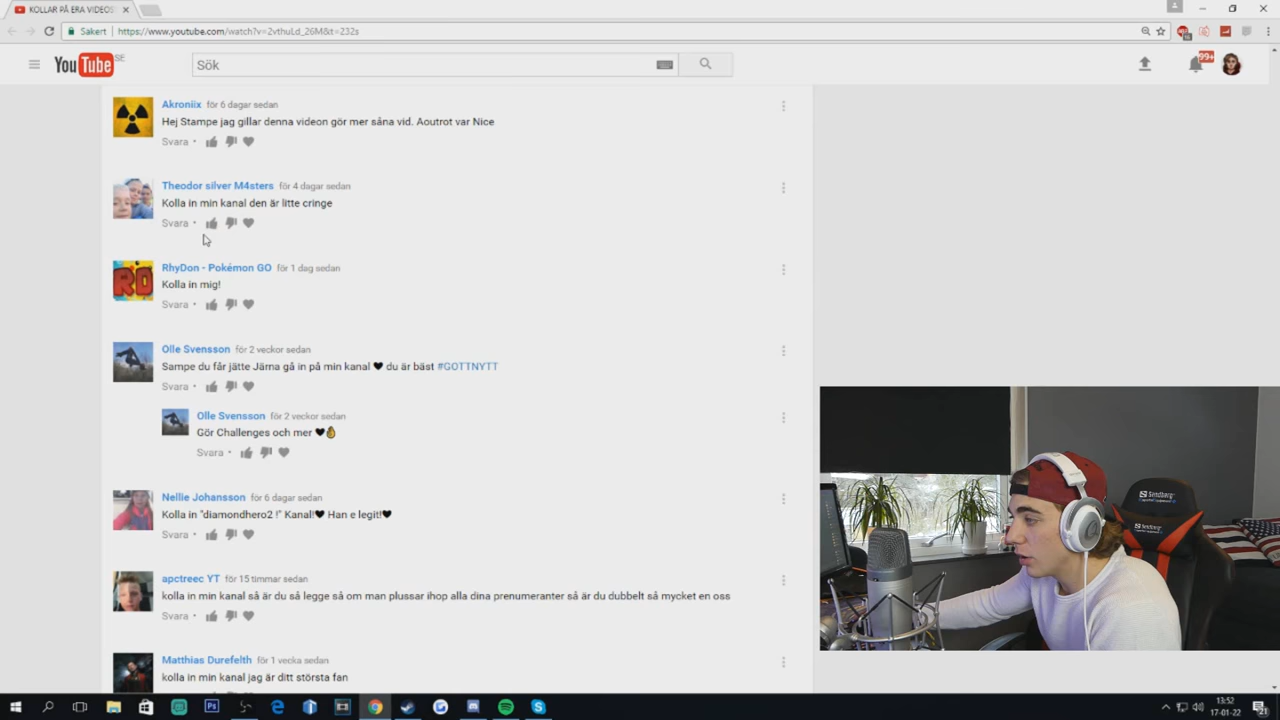 KOLLAR PÅ ERA VIDEOS
Säkert https://www.youtube.com/watch?v=2vthuLd_26M&t=232s
YouTube SE
Sök
99+
Akroniix för 6 dagar sedan
Hej Stampe jag gillar denna videon gör mer såna vid. Aoutrot var Nice
Svara •
Theodor silver M4sters för 4 dagar sedan
Kolla in min kanal den är litte cringe
Svara •
RhyDon - Pokémon GO för 1 dag sedan
Kolla in mig!
Svara •
Olle Svensson för 2 veckor sedan
Sampe du får jätte Järna gå in på min kanal ♥ du är bäst #GOTTNYTT
Svara •
Olle Svensson för 2 veckor sedan
Gör Challenges och mer ♥👌
Svara •
Nellie Johansson för 6 dagar sedan
Kolla in "diamondhero2 !" Kanal!♥ Han e legit!♥
Svara •
apctreec YT för 15 timmar sedan
kolla in min kanal så är du så legge så om man plussar ihop alla dina prenumeranter så är du dubbelt så mycket en oss
Svara •
Matthias Durefelth för 1 vecka sedan
kolla in min kanal jag är ditt största fan
RO
Sandberg
Sandberg
Ps
13:52
17-01-22
21